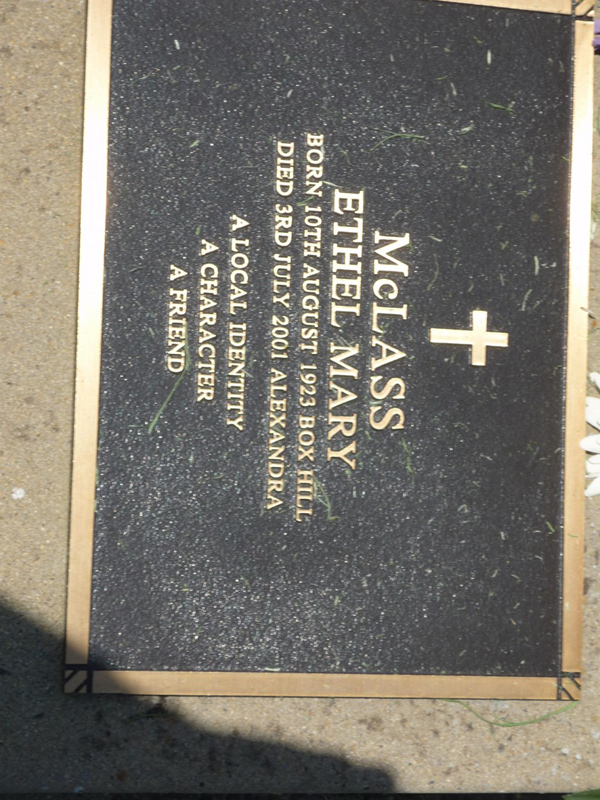 McLASS
ETHEL MARY
BORN 10TH AUGUST 1923 BOX HILL
DIED 3RD JULY 2001 ALEXANDRA
A LOCAL IDENTITY
A CHARACTER
A FRIEND